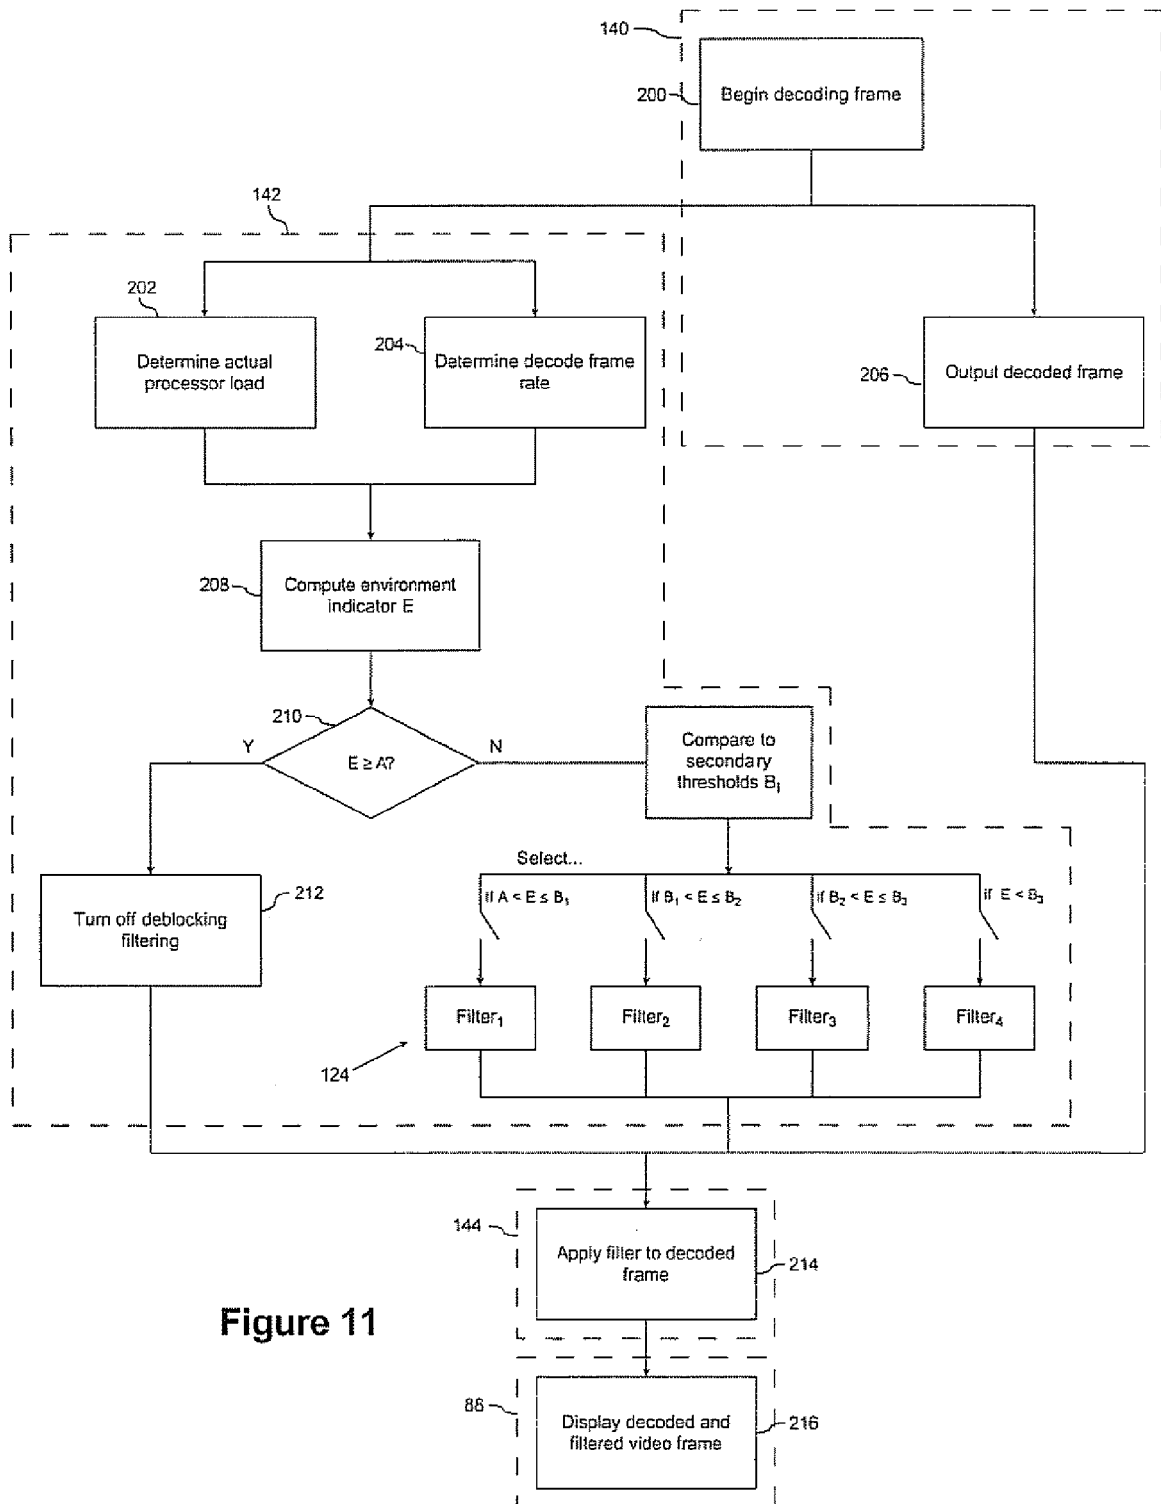 140
200
Begin decoding frame
142
202
Determine actual
processor load
204
Determine decode frame
rate
206
Output decoded frame
208
Compute environment
indicator E
210
Y
E ≥ A?
N
Compare to
secondary
thresholds Bᵢ
Select...
212
Turn off deblocking
filtering
if A < E ≤ B₁
if B₁ < E ≤ B₂
if B₂ < E ≤ B₃
if E < B₃
Filter₁
Filter₂
Filter₃
Filter₄
124
144
Apply filter to decoded
frame
214
Figure 11
88
Display decoded and
filtered video frame
216